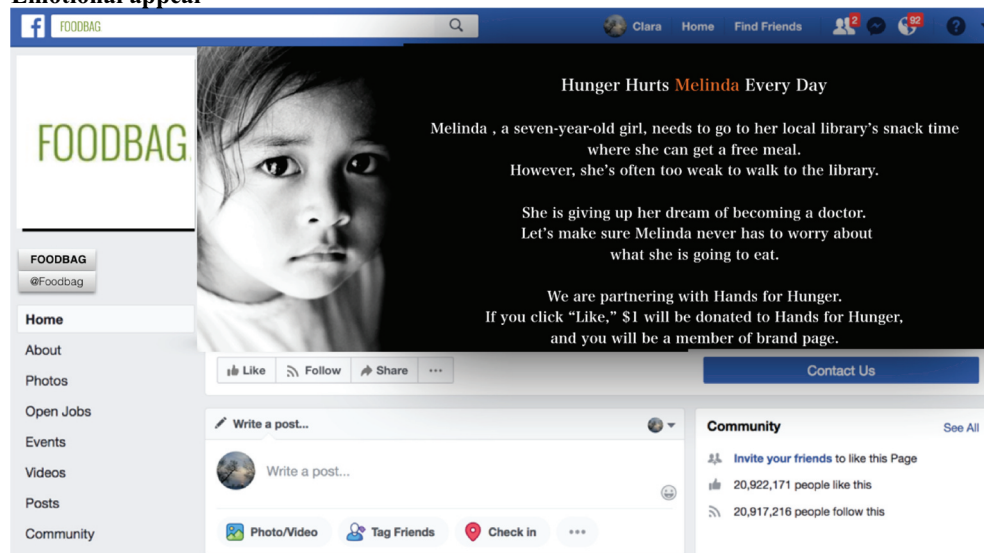 Emotional appeal
FOODBAG
Clara Home Find Friends 2 92 ?
FOODBAG
Hunger Hurts Melinda Every Day
Melinda , a seven-year-old girl, needs to go to her local library's snack time
where she can get a free meal.
However, she's often too weak to walk to the library.
She is giving up her dream of becoming a doctor.
Let's make sure Melinda never has to worry about
what she is going to eat.
We are partnering with Hands for Hunger.
If you click “Like,” $1 will be donated to Hands for Hunger,
and you will be a member of brand page.
FOODBAG
@Foodbag
Home
About
Photos
Open Jobs
Events
Videos
Posts
Community
Like Follow Share ...
Contact Us
Write a post...
Write a post...
Photo/Video Tag Friends Check in ...
Community See All
Invite your friends to like this Page
20,922,171 people like this
20,917,216 people follow this